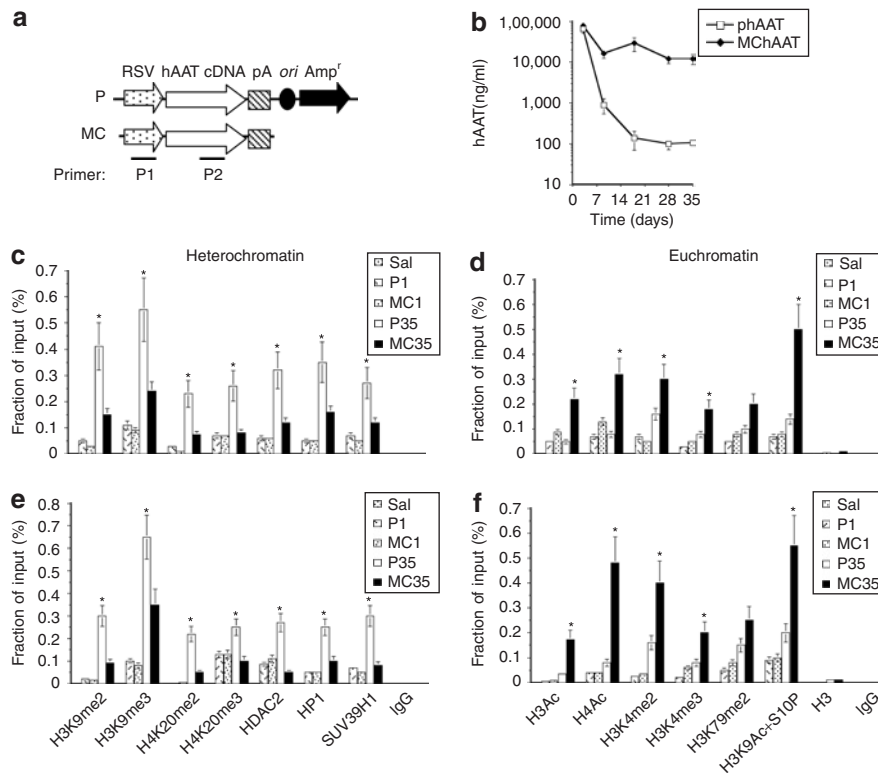 a
RSV hAAT cDNA pA ori Ampr
P
MC
Primer: P1 P2
b
1,00,000
10,000
1,000
100
10
hAAT(ng/ml)
0 7 14 21 28 35
Time (days)
phAAT
MChAAT
c
Heterochromatin
Fraction of input (%)
0.7
0.6
0.5
0.4
0.3
0.2
0.1
0
* * * * * * *
Sal
P1
MC1
P35
MC35
d
Euchromatin
Fraction of input (%)
0.7
0.6
0.5
0.4
0.3
0.2
0.1
0
* * * * *
Sal
P1
MC1
P35
MC35
e
Fraction of input (%)
0.8
0.7
0.6
0.5
0.4
0.3
0.2
0.1
0
* * * * * * *
Sal
P1
MC1
P35
MC35
H3K9me2
H3K9me3
H4K20me2
H4K20me3
HDAC2
HP1
SUV39H1
IgG
f
Fraction of input (%)
0.7
0.6
0.5
0.4
0.3
0.2
0.1
0
* * * * *
Sal
P1
MC1
P35
MC35
H3Ac
H4Ac
H3K4me2
H3K4me3
H3K79me2
H3K9Ac+S10P
H3
IgG